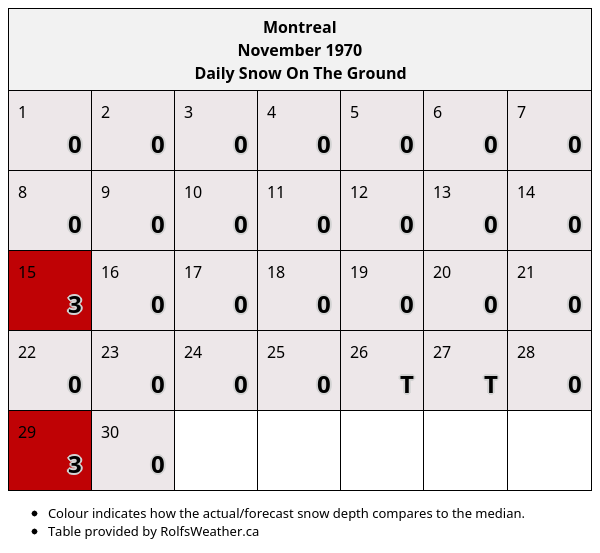 Montreal
November 1970
Daily Snow On The Ground
1 2 3 4 5 6 7
0 0 0 0 0 0 0
8 9 10 11 12 13 14
0 0 0 0 0 0 0
15 16 17 18 19 20 21
3 0 0 0 0 0 0
22 23 24 25 26 27 28
0 0 0 0 T T 0
29 30
3 0
• Colour indicates how the actual/forecast snow depth compares to the median.
• Table provided by RolfsWeather.ca